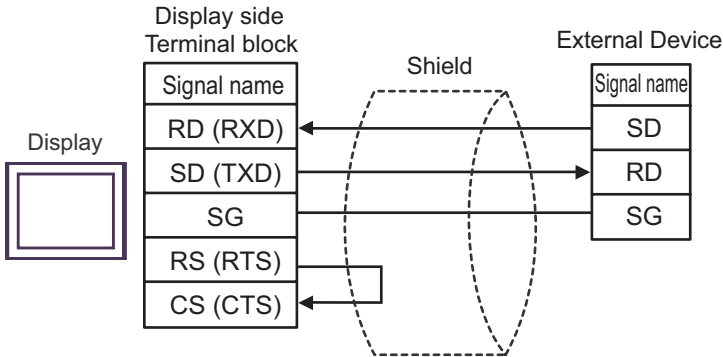 Display side
Terminal block
External Device
Shield
Signal name
Signal name
RD (RXD)
SD
Display
SD (TXD)
RD
SG
SG
RS (RTS)
CS (CTS)